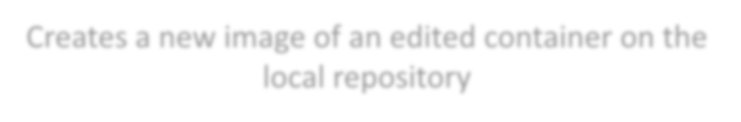 Creates a new image of an edited container on the
local repository